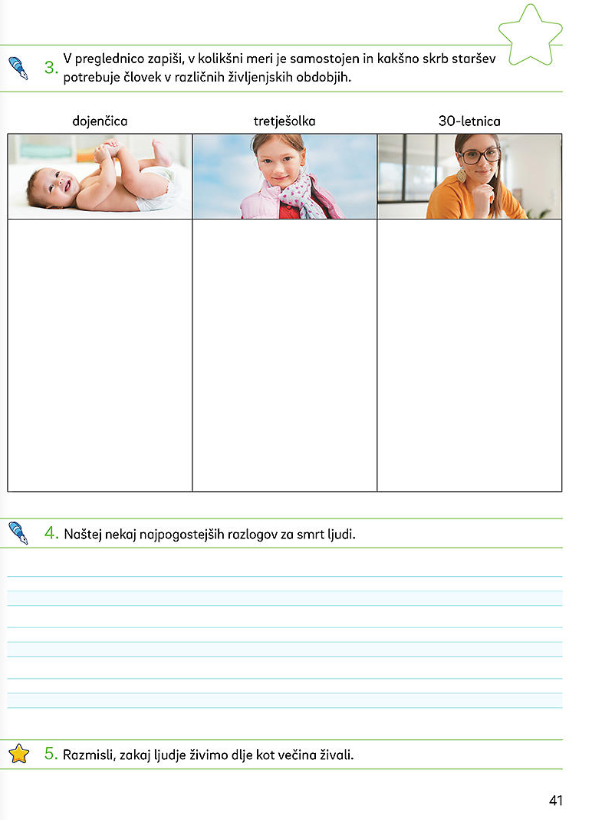 3. V preglednico zapiši, v kolikšni meri je samostojen in kakšno skrb staršev
potrebuje človek v različnih življenjskih obdobjih.
dojenčica tretješolka 30-letnica
4. Naštej nekaj najpogostejših razlogov za smrt ljudi.
5. Razmisli, zakaj ljudje živimo dlje kot večina živali.
41